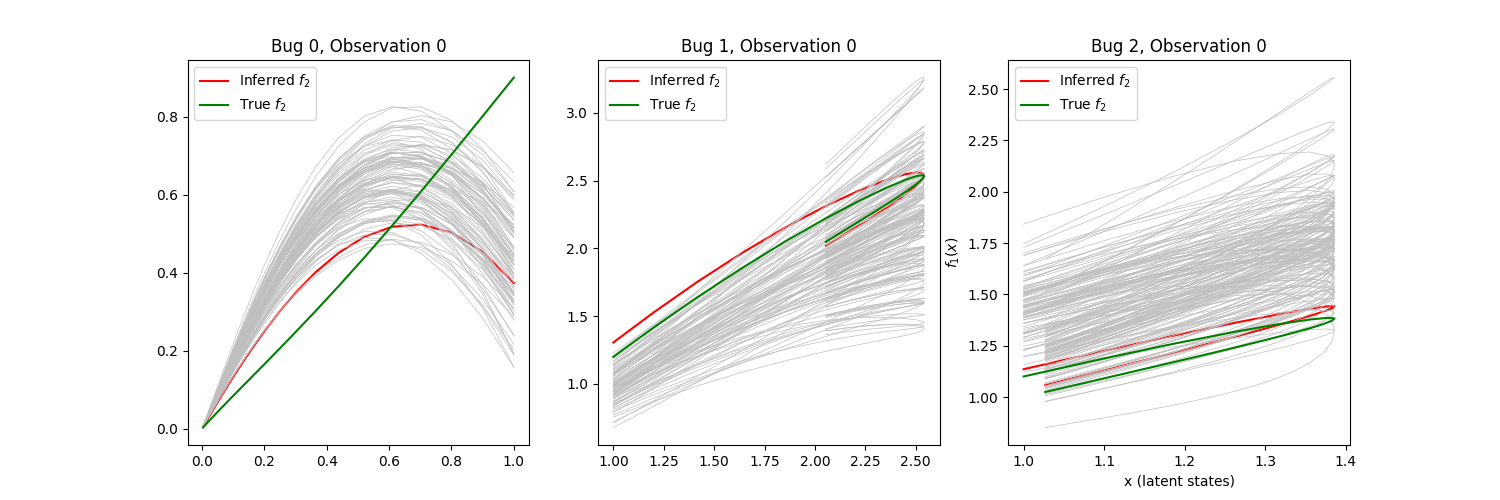 Bug 0, Observation 0
Inferred f₂
True f₂
0.8
0.6
0.4
0.2
0.0
0.0 0.2 0.4 0.6 0.8 1.0
Bug 1, Observation 0
Inferred f₂
True f₂
3.0
2.5
2.0
1.5
1.0
1.00 1.25 1.50 1.75 2.00 2.25 2.50
Bug 2, Observation 0
Inferred f₂
True f₂
f₁(x)
2.50
2.25
2.00
1.75
1.50
1.25
1.00
1.0 1.1 1.2 1.3 1.4
x (latent states)